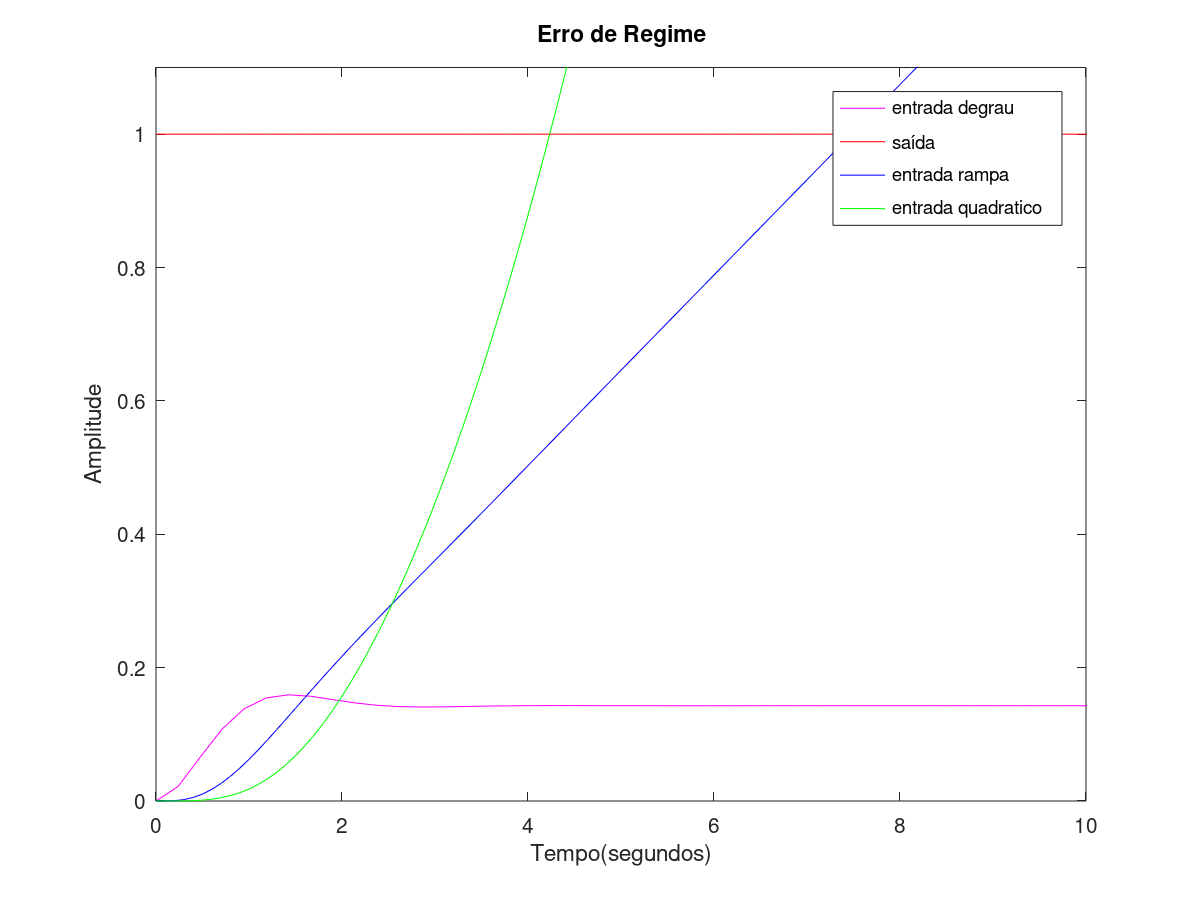 Erro de Regime
entrada degrau
saída
entrada rampa
entrada quadratico
Amplitude
1
0.8
0.6
0.4
0.2
0
0 2 4 6 8 10
Tempo(segundos)